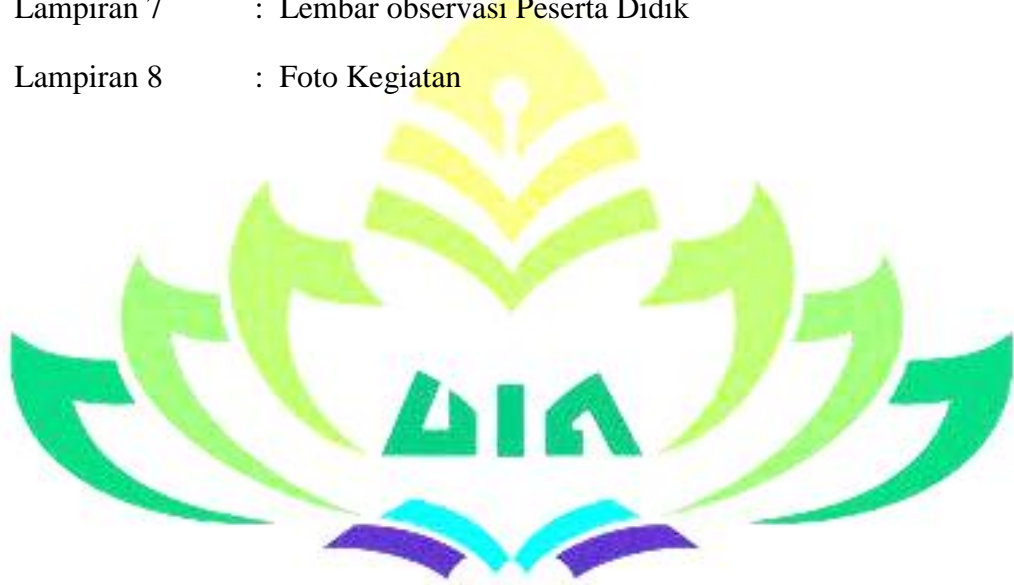 Lampiran 7 : Lembar observasi Peserta Didik
Lampiran 8 : Foto Kegiatan